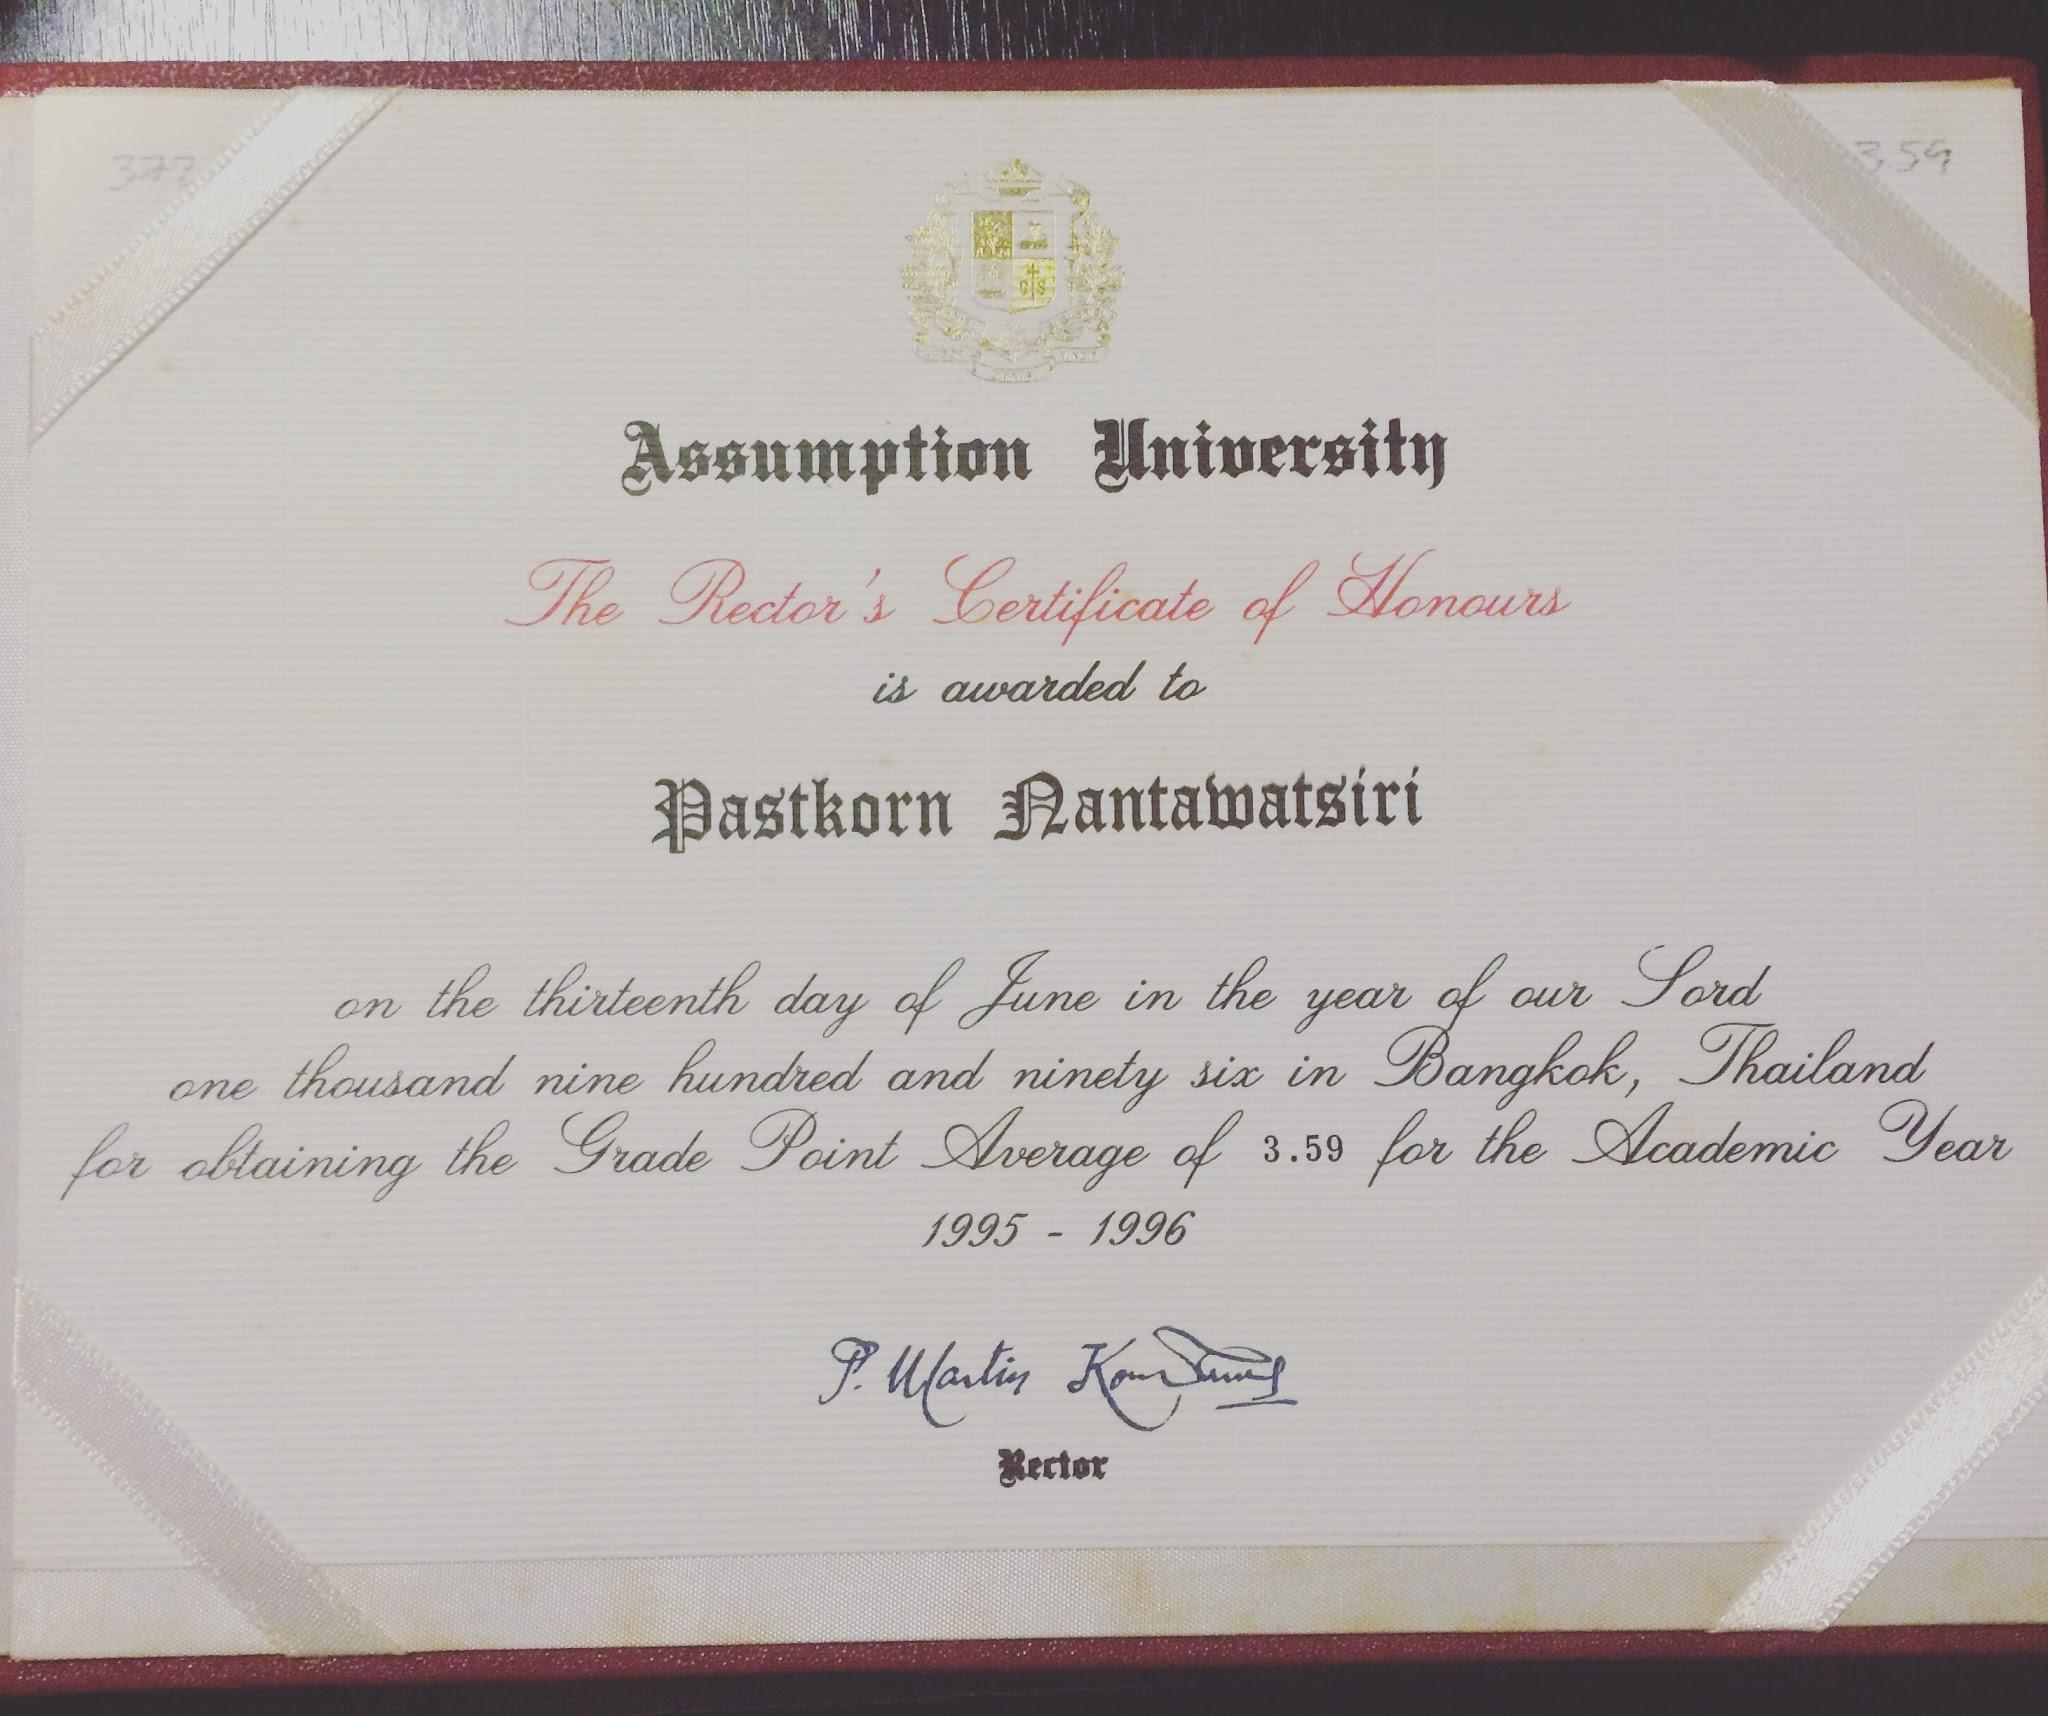 3.59
Assumption University
The Rector's Certificate of Honours
is awarded to
Pastkorn Nantawatsiri
on the thirteenth day of June in the year of our Lord
one thousand nine hundred and ninety six in Bangkok, Thailand
for obtaining the Grade Point Average of 3.59 for the Academic Year
1995 - 1996
P. Martin
Rector